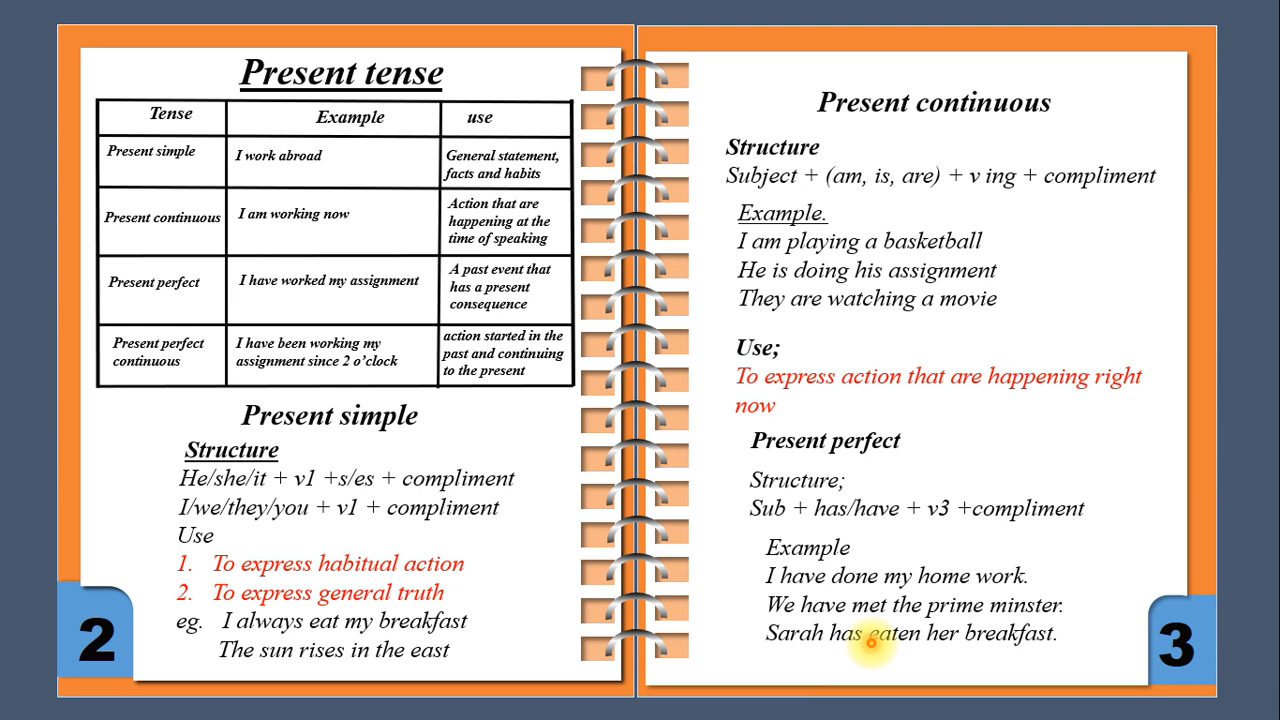 Present tense
Tense Example use
Present simple I work abroad General statement,
facts and habits
Present continuous I am working now Action that are
happening at the
time of speaking
Present perfect I have worked my assignment A past event that
has a present
consequence
Present perfect
continuous
I have been working my
assignment since 2 o'clock
action started in the
past and continuing
to the present
Present simple
Structure
He/she/it + v1 +s/es + compliment
I/we/they/you + v1 + compliment
Use
1. To express habitual action
2. To express general truth
eg. I always eat my breakfast
The sun rises in the east
2
Present continuous
Structure
Subject + (am, is, are) + v ing + compliment
Example.
I am playing a basketball
He is doing his assignment
They are watching a movie
Use;
To express action that are happening right
now
Present perfect
Structure;
Sub + has/have + v3 +compliment
Example
I have done my home work.
We have met the prime minster.
Sarah has eaten her breakfast.
3